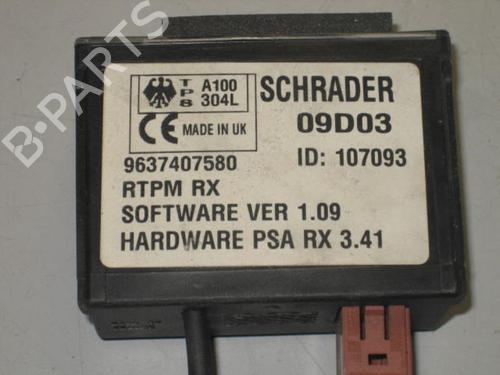 B-PARTS
TPS A100 304L
SCHRADER
CE MADE IN UK
09D03
9637407580
ID: 107093
RTPM RX
SOFTWARE VER 1.09
HARDWARE PSA RX 3.41